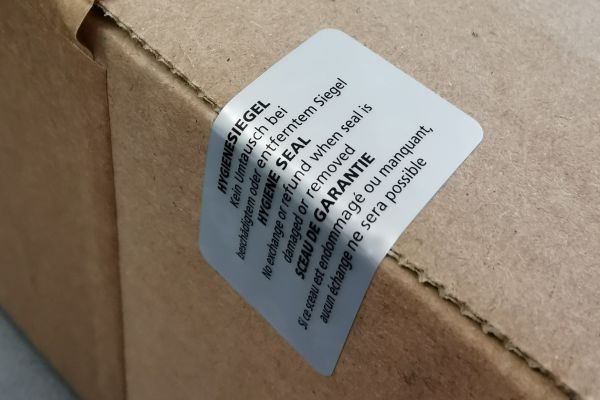 HYGIENESIEGEL
Kein Umtausch bei
beschädigtem oder entferntem Siegel
HYGIENE SEAL
No exchange or refund when seal is
damaged or removed
SCEAU DE GARANTIE
Si ce sceau est endommagé ou manquant,
aucun échange ne sera possible